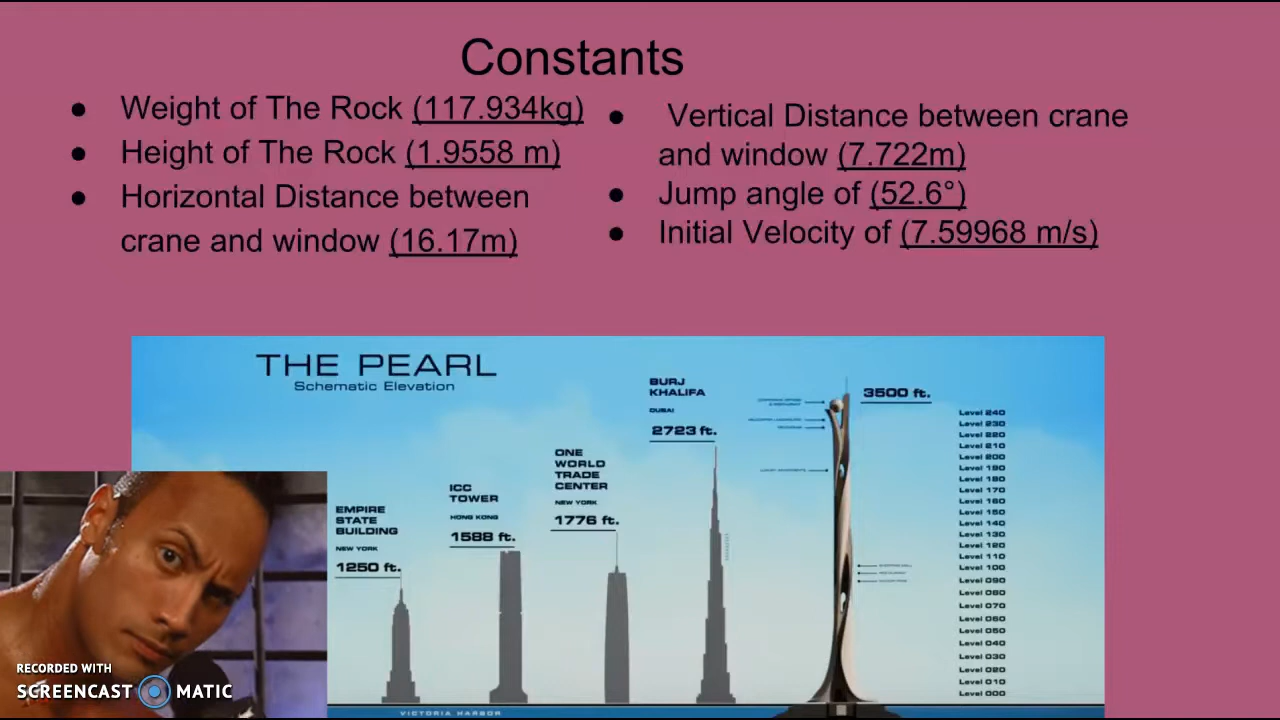 Constants
● Weight of The Rock (117.934kg)
● Height of The Rock (1.9558 m)
● Horizontal Distance between
crane and window (16.17m)
● Vertical Distance between crane
and window (7.722m)
● Jump angle of (52.6°)
● Initial Velocity of (7.59968 m/s)
THE PEARL
Schematic Elevation
EMPIRE
STATE
BUILDING
NEW YORK
1250 ft.
ICC
TOWER
HONG KONG
1588 ft.
ONE
WORLD
TRADE
CENTER
NEW YORK
1776 ft.
BURJ
KHALIFA
DUBAI
2723 ft.
3500 ft.
Level 240
Level 230
Level 220
Level 210
Level 200
Level 190
Level 180
Level 170
Level 160
Level 150
Level 140
Level 130
Level 120
Level 110
Level 100
Level 090
Level 080
Level 070
Level 060
Level 050
Level 040
Level 030
Level 020
Level 010
Level 000
VICTORIA HARBOR
RECORDED WITH
SCREENCAST MATIC